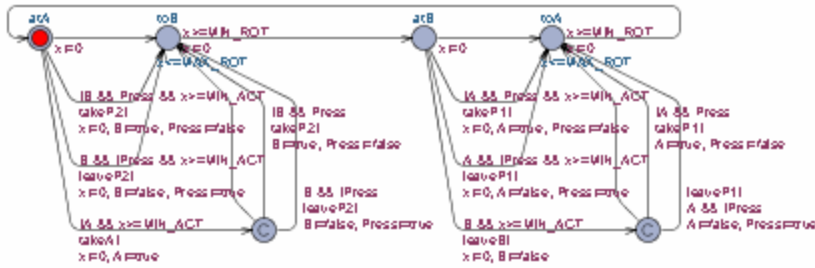 atA
toB
atB
toA
x>=MIN_ROT
x>=MIN_ROT
x=0
x=0
x=0
x=0
x<=MAX_ROT
x<=MAX_ROT
!B && Press && x>=MIN_ACT
takeP2!
x=0, B=true, Press=false
!B && Press
takeP2!
B=true, Press=false
B && !Press && x>=MIN_ACT
leaveP2!
x=0, B=false, Press=true
B && !Press
leaveP2!
B=false, Press=true
!A && x>=MIN_ACT
takeA!
x=0, A=true
C
!A && Press && x>=MIN_ACT
takeP1!
x=0, A=true, Press=false
!A && Press
takeP1!
A=true, Press=false
A && !Press && x>=MIN_ACT
leaveP1!
x=0, A=false, Press=true
leaveP1!
A && !Press
A=false, Press=true
B && x>=MIN_ACT
leaveB!
x=0, B=false
C